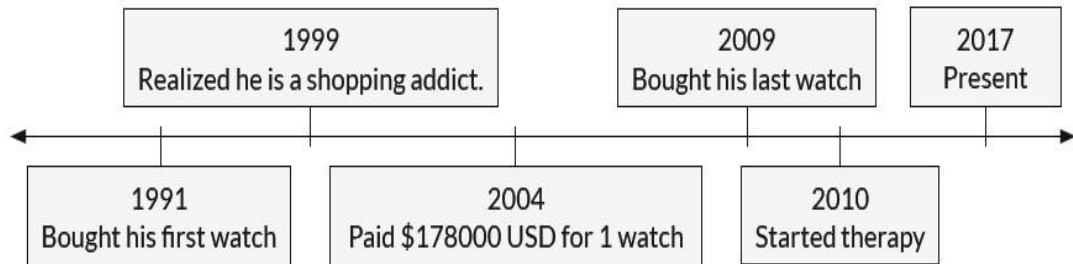 1999
Realized he is a shopping addict.
2009
Bought his last watch
2017
Present
1991
Bought his first watch
2004
Paid $178000 USD for 1 watch
2010
Started therapy